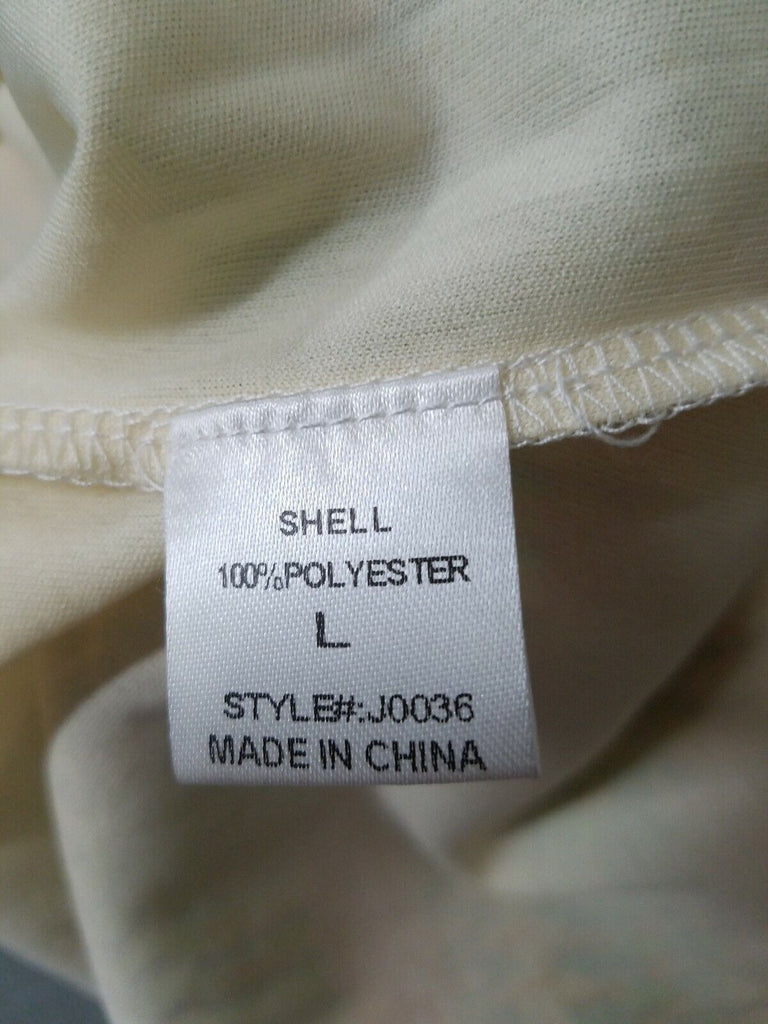 SHELL
100%POLYESTER
L
STYLE#:J0036
MADE IN CHINA